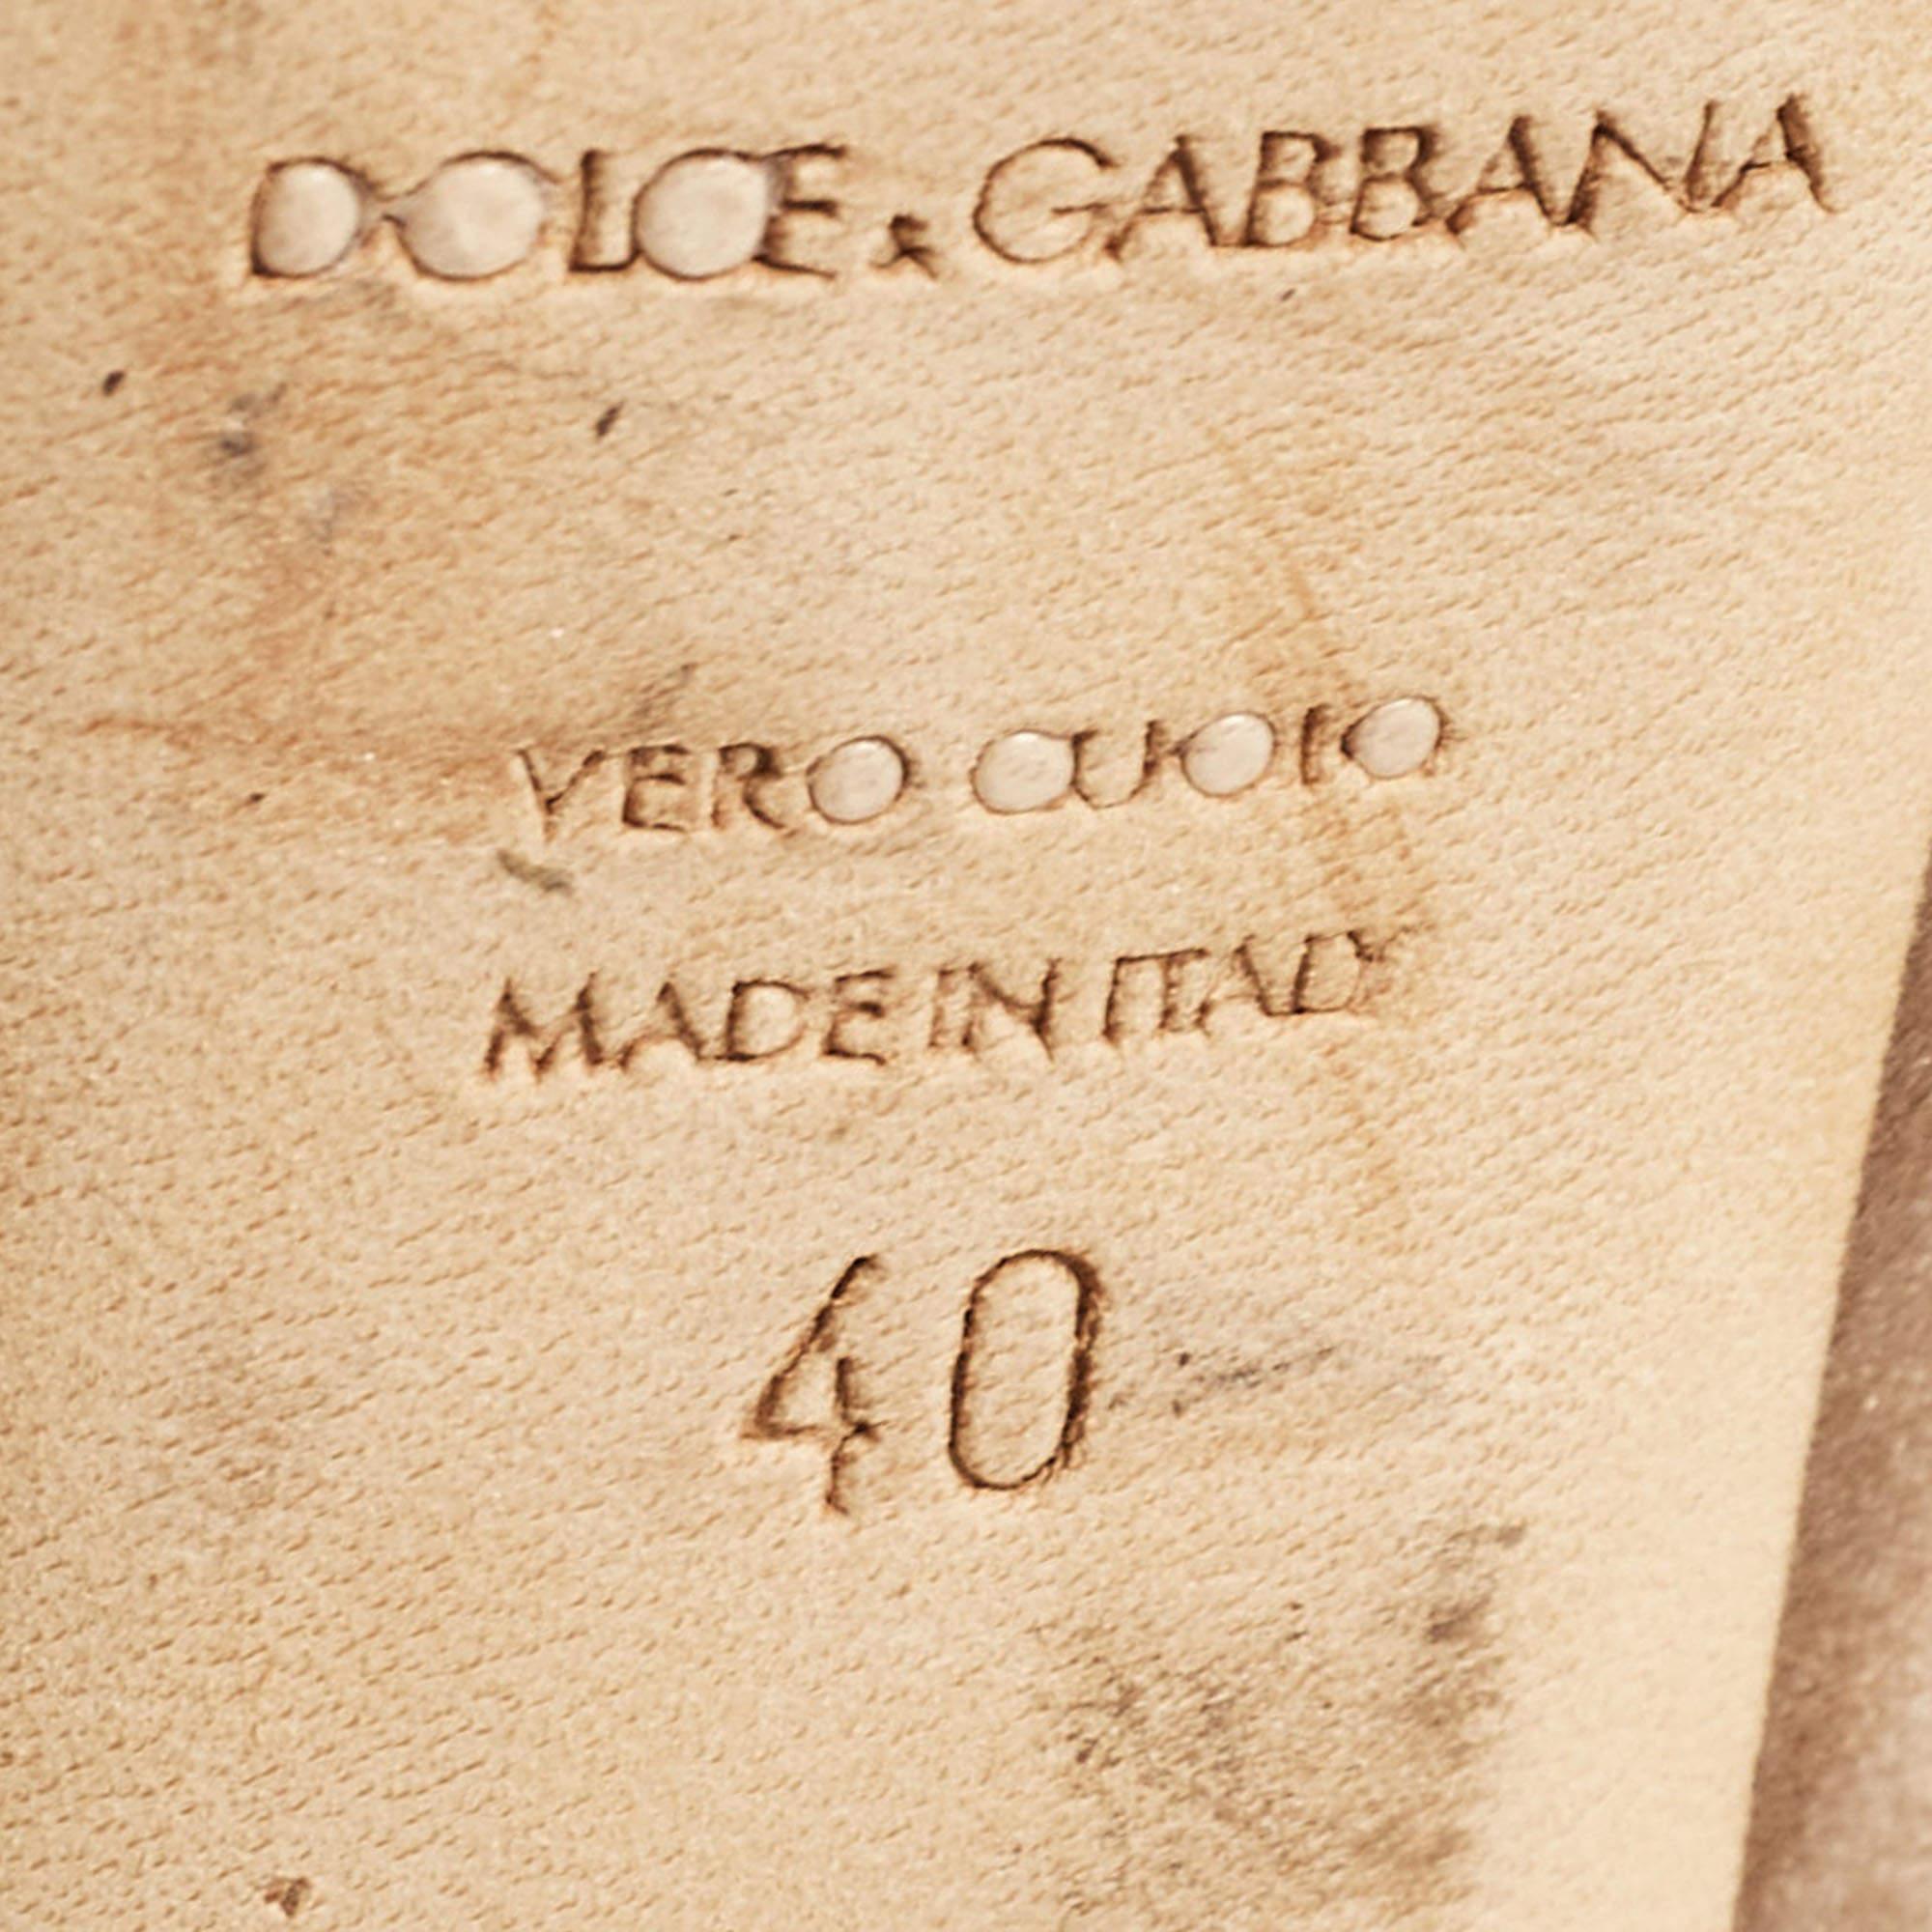 DOLCE & GABBANA
VERO CUOIO
MADE IN ITALY
40